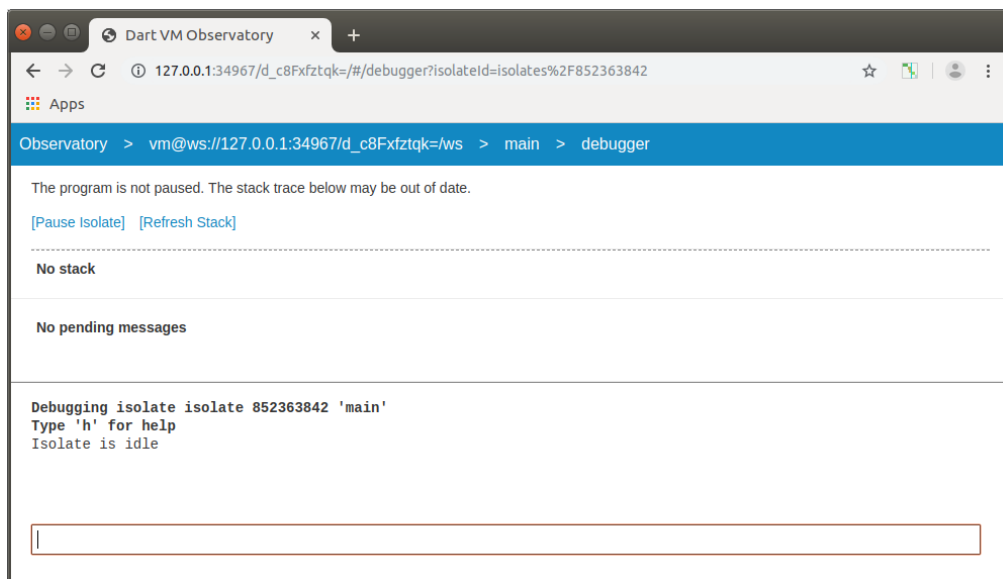 Dart VM Observatory
127.0.0.1:34967/d_c8Fxfztqk=/#/debugger?isolateId=isolates%2F852363842
Apps
Observatory > vm@ws://127.0.0.1:34967/d_c8Fxfztqk=/ws > main > debugger
The program is not paused. The stack trace below may be out of date.
[Pause Isolate] [Refresh Stack]
No stack
No pending messages
Debugging isolate isolate 852363842 'main'
Type 'h' for help
Isolate is idle